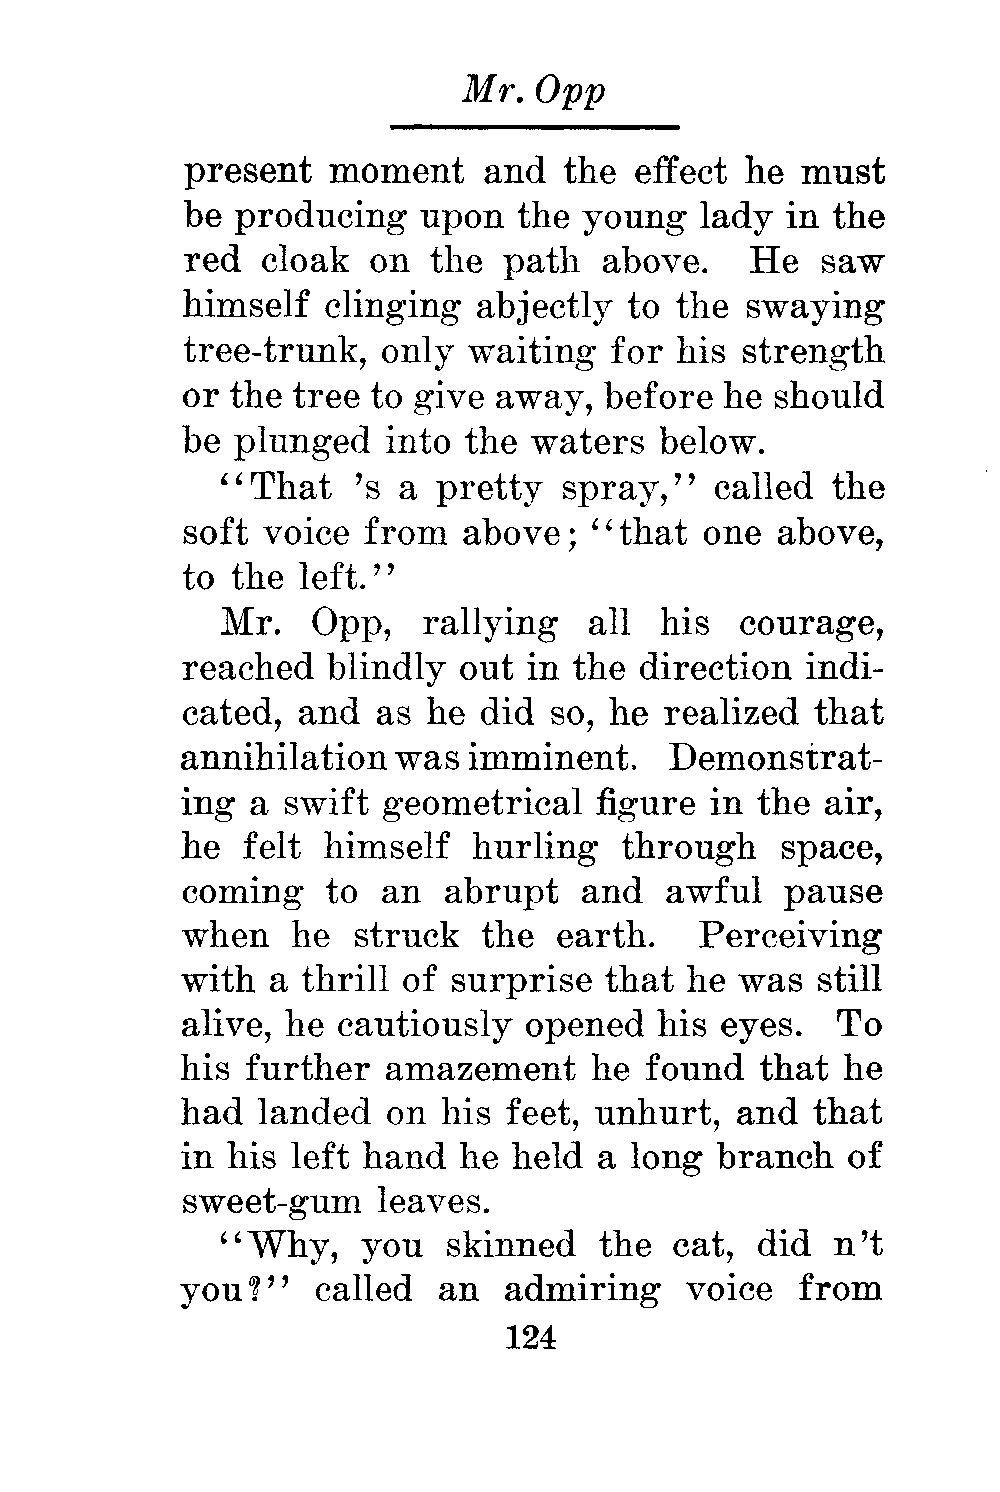 Mr. Opp
present moment and the effect he must
be producing upon the young lady in the
red cloak on the path above. He saw
himself clinging abjectly to the swaying
tree-trunk, only waiting for his strength
or the tree to give away, before he should
be plunged into the waters below.
"That 's a pretty spray," called the
soft voice from above; "that one above,
to the left."
Mr. Opp, rallying all his courage,
reached blindly out in the direction indi-
cated, and as he did so, he realized that
annihilation was imminent. Demonstrat-
ing a swift geometrical figure in the air,
he felt himself hurling through space,
coming to an abrupt and awful pause
when he struck the earth. Perceiving
with a thrill of surprise that he was still
alive, he cautiously opened his eyes. To
his further amazement he found that he
had landed on his feet, unhurt, and that
in his left hand he held a long branch of
sweet-gum leaves.
"Why, you skinned the cat, did n't
you?" called an admiring voice from
124